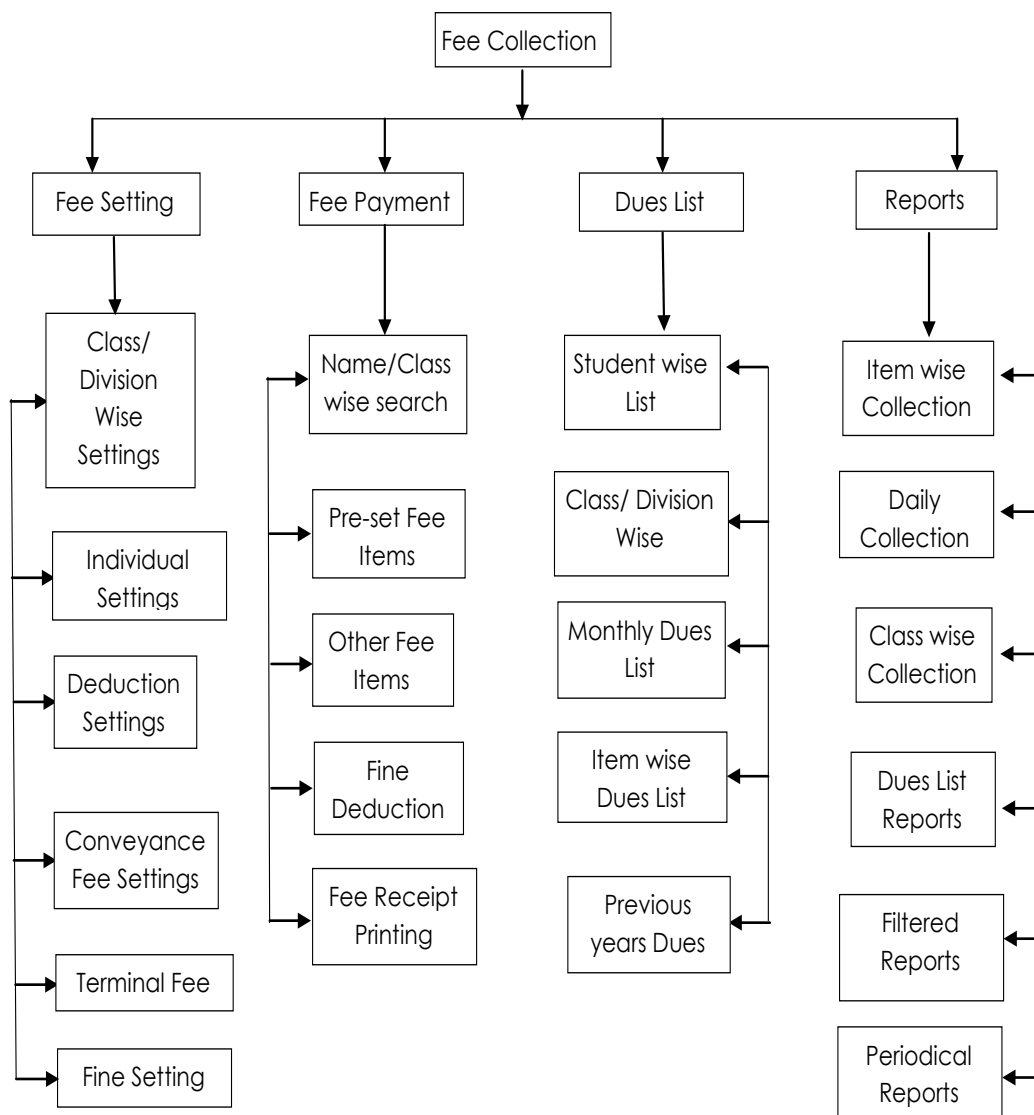 Fee Collection
Fee Setting
Fee Payment
Dues List
Reports
Class/
Division
Wise
Settings
Individual
Settings
Deduction
Settings
Conveyance
Fee Settings
Terminal Fee
Fine Setting
Name/Class
wise search
Pre-set Fee
Items
Other Fee
Items
Fine
Deduction
Fee Receipt
Printing
Student wise
List
Class/ Division
Wise
Monthly Dues
List
Item wise
Dues List
Previous
years Dues
Item wise
Collection
Daily
Collection
Class wise
Collection
Dues List
Reports
Filtered
Reports
Periodical
Reports